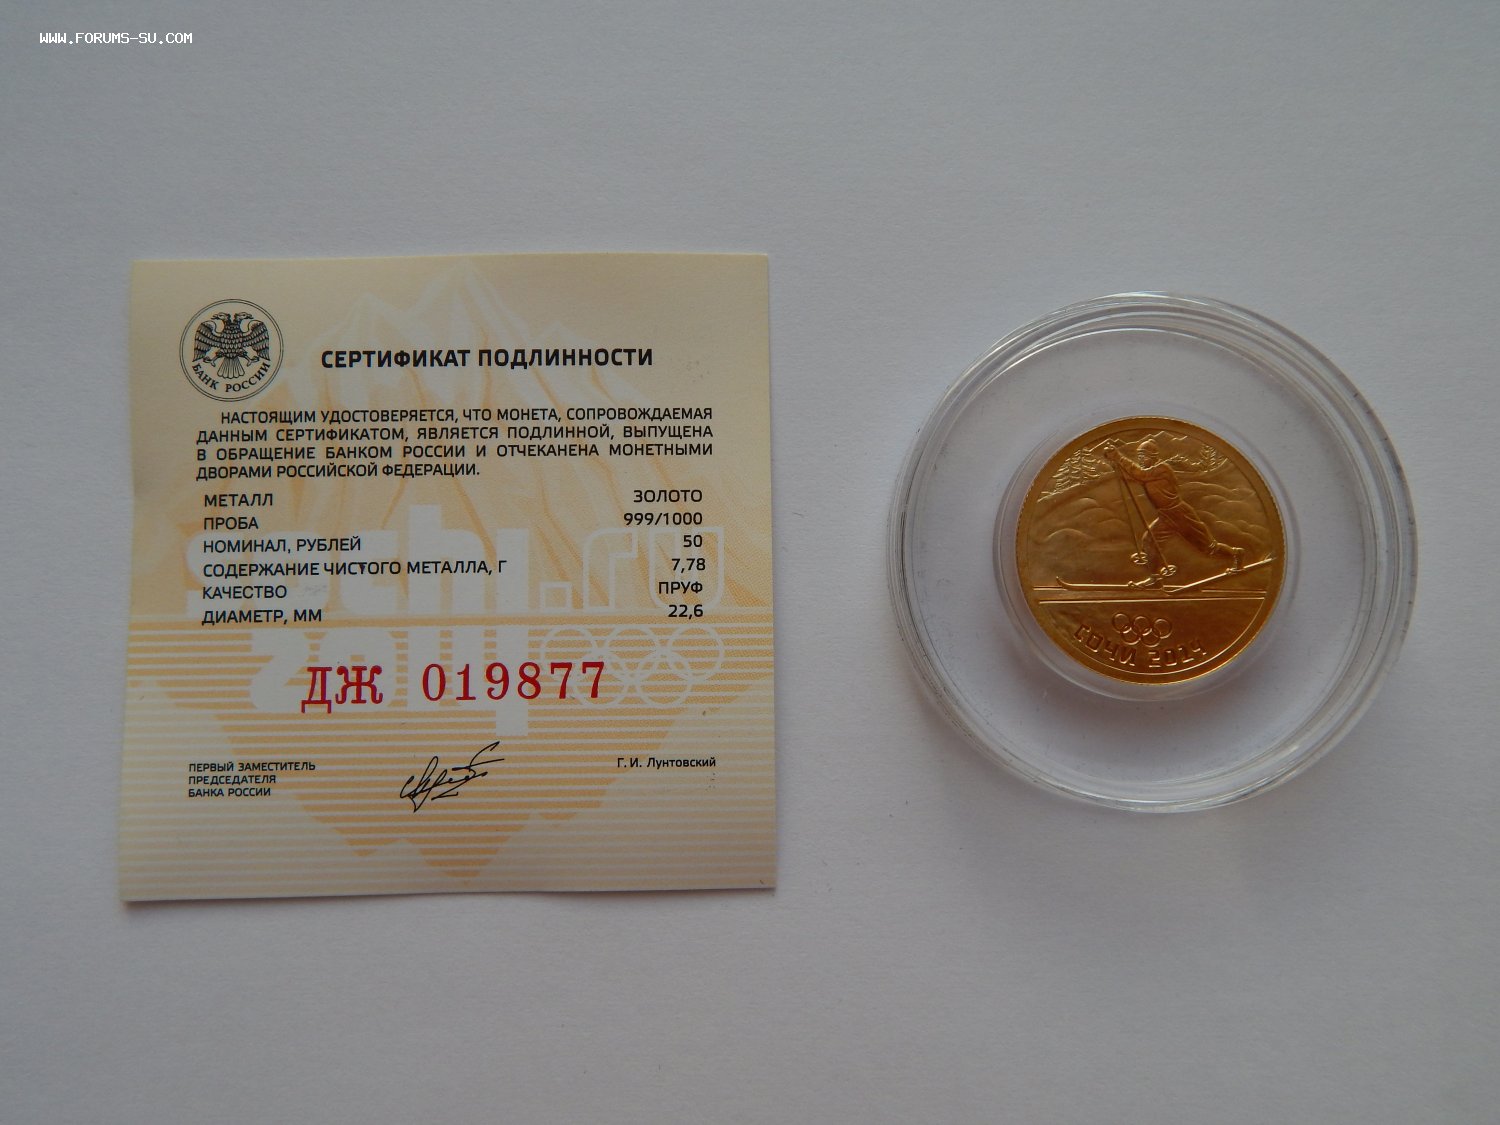 WWW.FORUMS-SU.COM
БАНК РОССИИ
СЕРТИФИКАТ ПОДЛИННОСТИ
НАСТОЯЩИМ УДОСТОВЕРЯЕТСЯ, ЧТО МОНЕТА, СОПРОВОЖДАЕМАЯ
ДАННЫМ СЕРТИФИКАТОМ, ЯВЛЯЕТСЯ ПОДЛИННОЙ, ВЫПУЩЕНА
В ОБРАЩЕНИЕ БАНКОМ РОССИИ И ОТЧЕКАНЕНА МОНЕТНЫМИ
ДВОРАМИ РОССИЙСКОЙ ФЕДЕРАЦИИ.
МЕТАЛЛ ЗОЛОТО
ПРОБА 999/1000
НОМИНАЛ, РУБЛЕЙ 50
СОДЕРЖАНИЕ ЧИСТОГО МЕТАЛЛА, Г 7,78
КАЧЕСТВО ПРУФ
ДИАМЕТР, ММ 22,6
sochi.ru
2014
ДЖ 019877
ПЕРВЫЙ ЗАМЕСТИТЕЛЬ
ПРЕДСЕДАТЕЛЯ
БАНКА РОССИИ
Г. И. Лунтовский
СОЧИ 2014